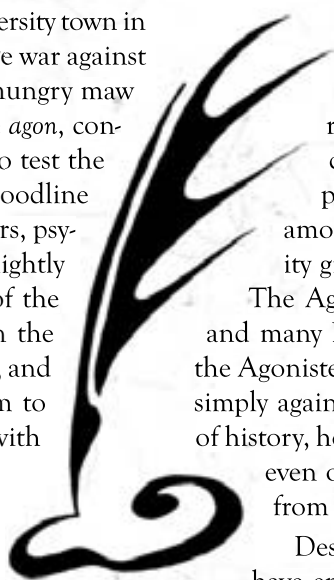 ersity town in
e war against
hungry maw
agon, con-
o test the
oodline
rs, psy-
ightly
of the
n the
, and
m to
with
r
c
p
amo
ity g
The Ag
and many
the Agoniste
simply again
of history, h
even o
from
Des
have